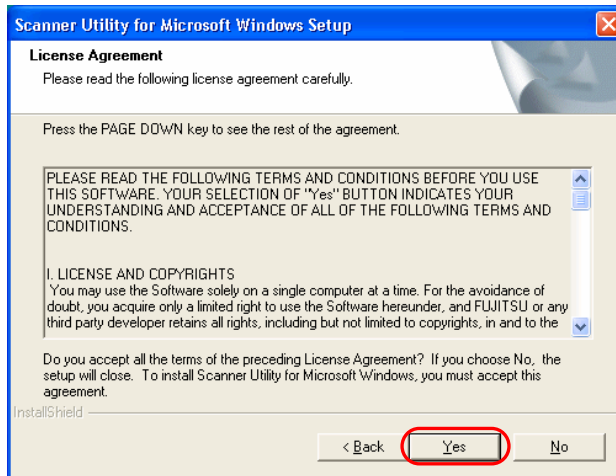 Scanner Utility for Microsoft Windows Setup
License Agreement
Please read the following license agreement carefully.
Press the PAGE DOWN key to see the rest of the agreement.
PLEASE READ THE FOLLOWING TERMS AND CONDITIONS BEFORE YOU USE
THIS SOFTWARE. YOUR SELECTION OF "Yes" BUTTON INDICATES YOUR
UNDERSTANDING AND ACCEPTANCE OF ALL OF THE FOLLOWING TERMS AND
CONDITIONS.
I. LICENSE AND COPYRIGHTS
You may use the Software solely on a single computer at a time. For the avoidance of
doubt, you acquire only a limited right to use the Software hereunder, and FUJITSU or any
third party developer retains all rights, including but not limited to copyrights, in and to the
Do you accept all the terms of the preceding License Agreement? If you choose No, the
setup will close. To install Scanner Utility for Microsoft Windows, you must accept this
agreement.
InstallShield
< Back Yes No